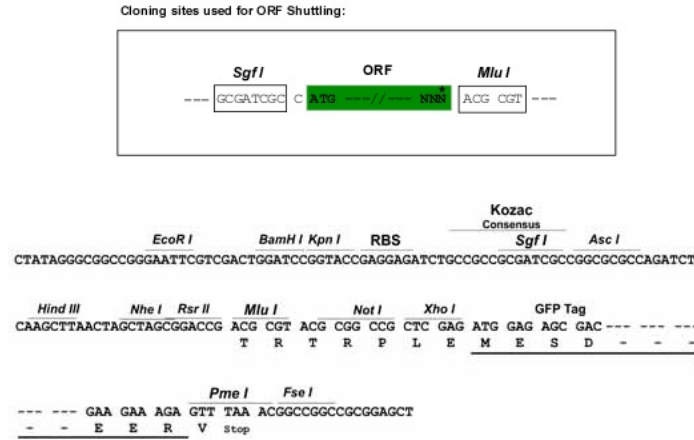 Cloning sites used for ORF Shuttling:
Sgf I ORF Mlu I
--- GCGATCGC C ATG ---//--- NNN* ACG CGT ---
Kozac
Consensus
EcoR I BamH I Kpn I RBS Sgf I Asc I
CTATAGGGCGGCCGGGAATTCGTCGACTGGATCCGGTACCGAGGAGATCTGCCGCCGCGATCGCCGGCGCGCCAGATCT
Hind III Nhe I Rsr II Mlu I Not I Xho I GFP Tag
CAAGCTTAACTAGCTAGCGGACCG ACG CGT ACG CGG CCG CTC GAG ATG GAG AGC GAC --- --- ---
T R T R P L E M E S D - - -
Pme I Fse I
--- --- GAA GAA AGA GTT TAA ACGGCCGGCCGCGGAGCT
- - E E R V Stop